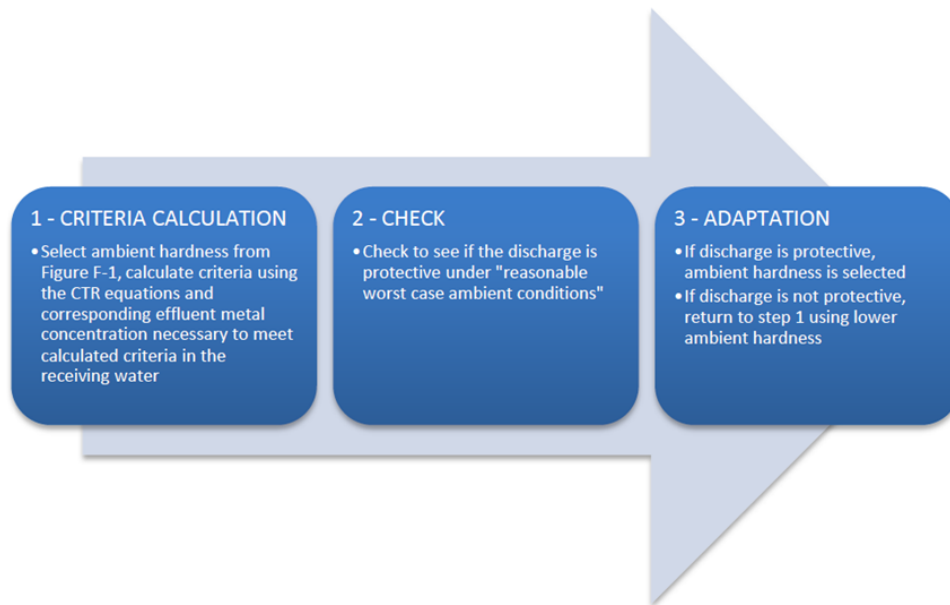 1 - CRITERIA CALCULATION
•Select ambient hardness from
Figure F-1, calculate criteria using
the CTR equations and
corresponding effluent metal
concentration necessary to meet
calculated criteria in the
receiving water
2 - CHECK
•Check to see if the discharge is
protective under "reasonable
worst case ambient conditions"
3 - ADAPTATION
•If discharge is protective,
ambient hardness is selected
•If discharge is not protective,
return to step 1 using lower
ambient hardness